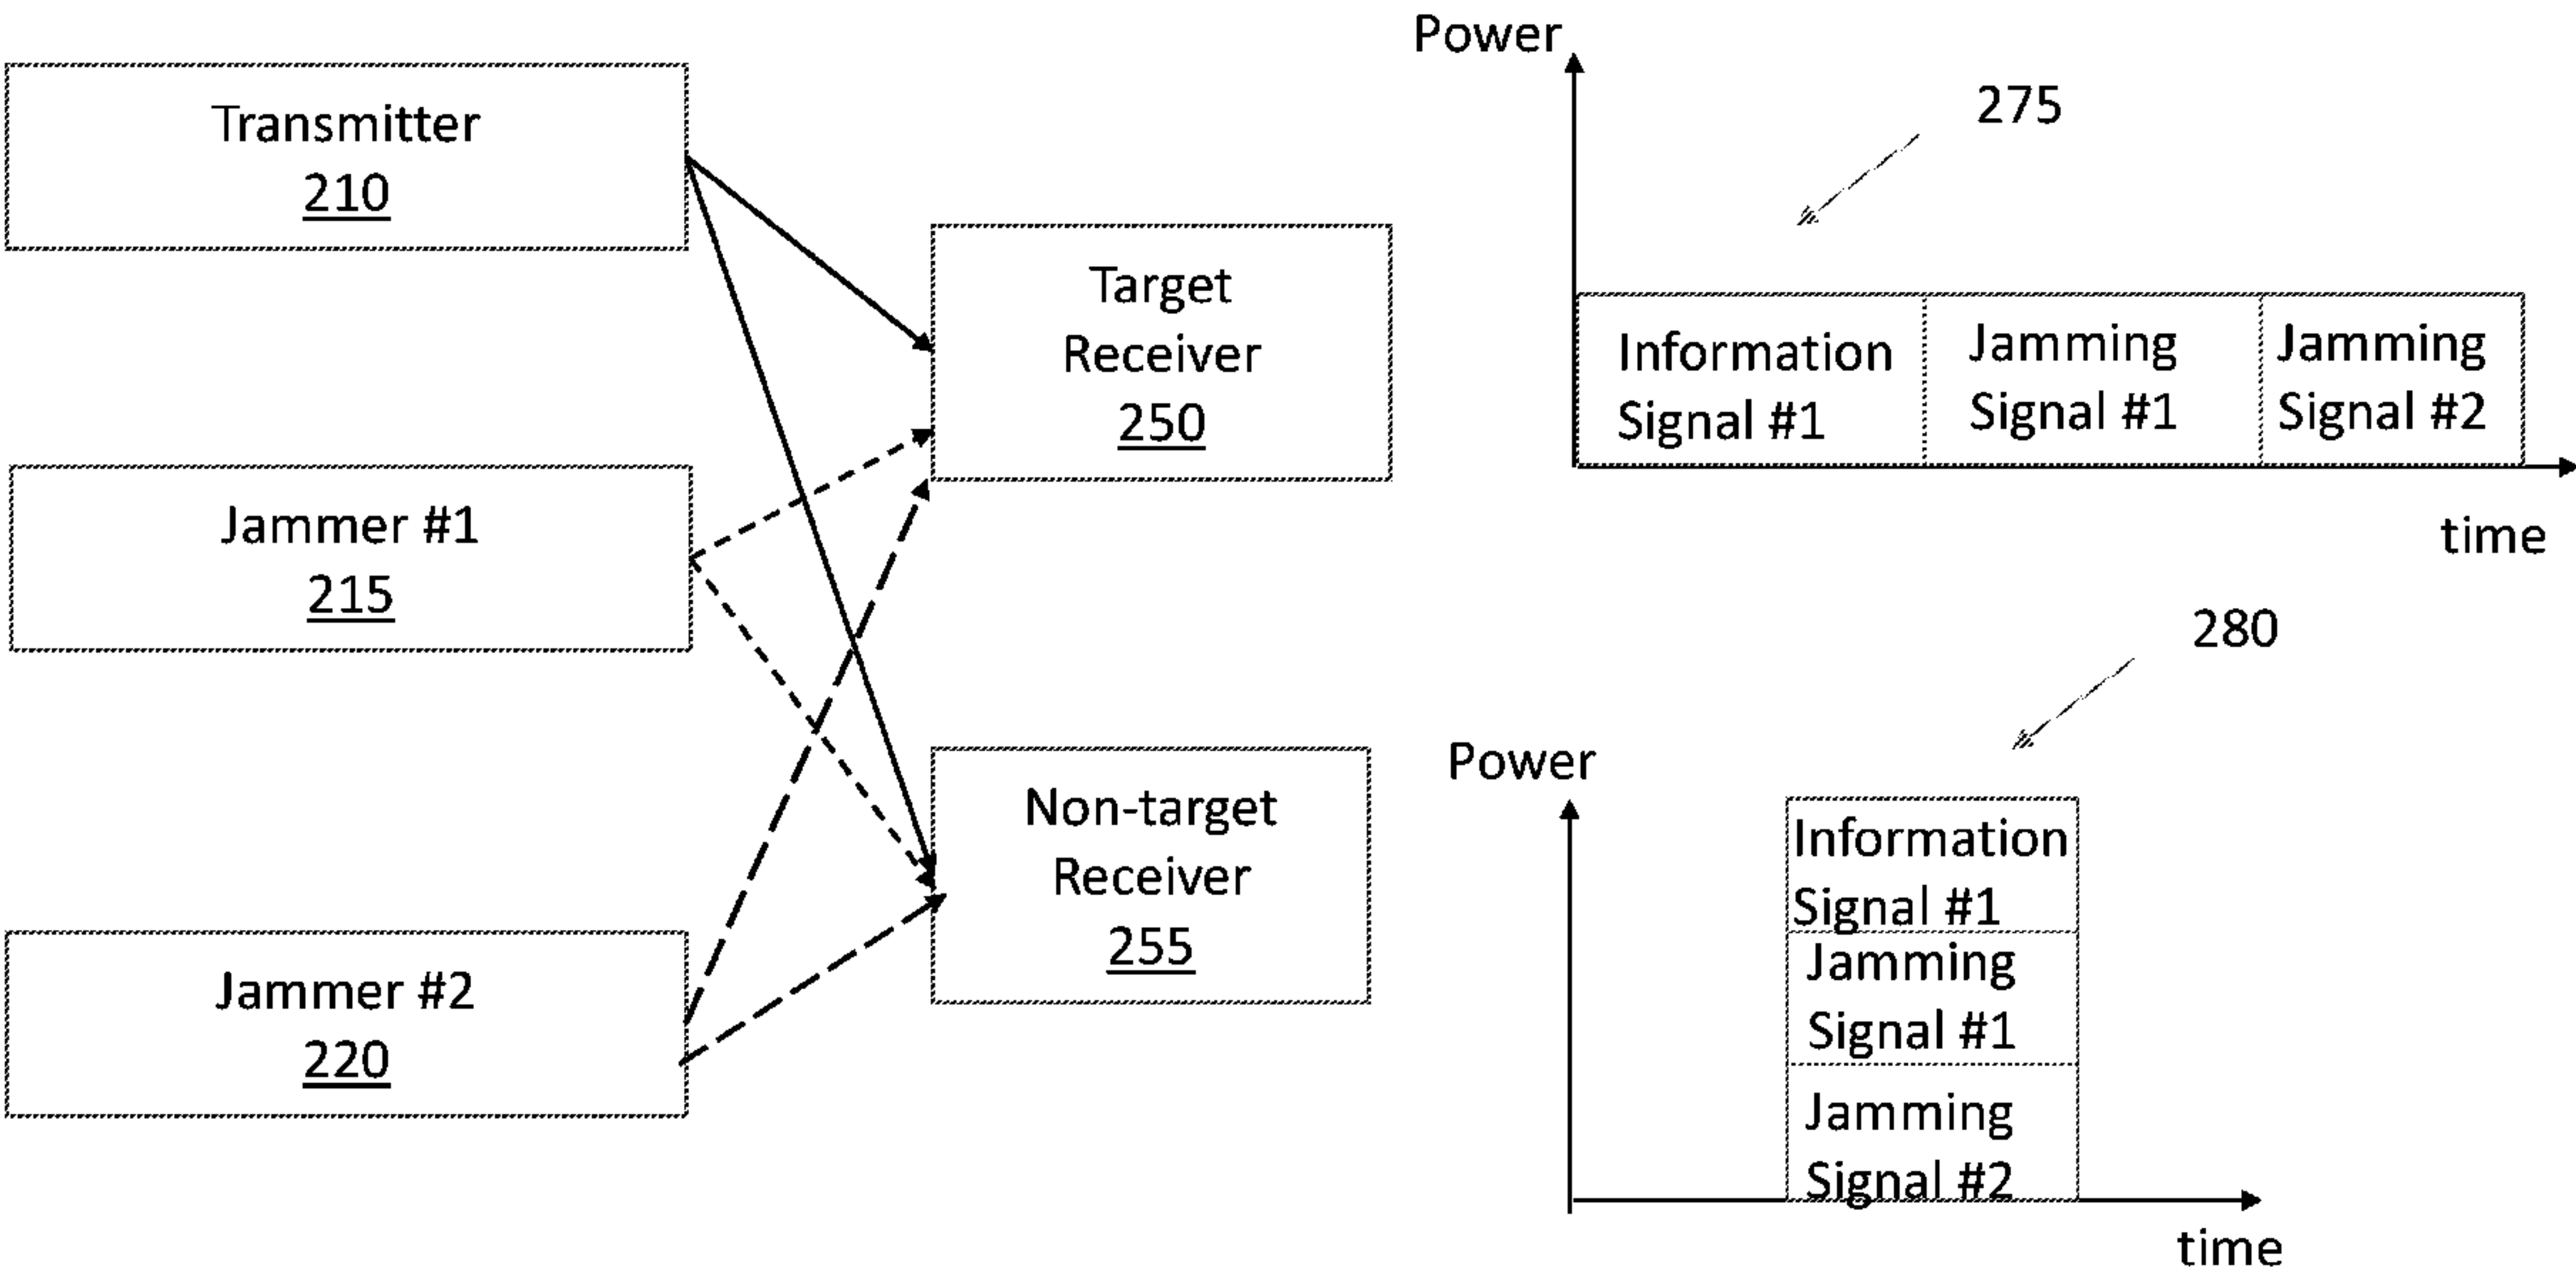 Transmitter
210
Jammer #1
215
Jammer #2
220
Target
Receiver
250
Non-target
Receiver
255
Power
275
Information
Signal #1
Jamming
Signal #1
Jamming
Signal #2
time
280
Power
Information
Signal #1
Jamming
Signal #1
Jamming
Signal #2
time